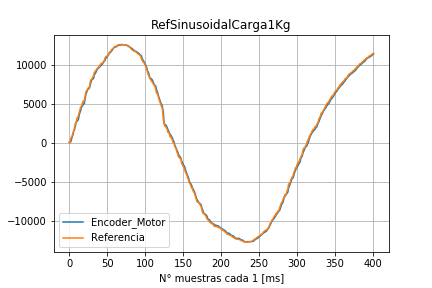 RefSinusoidalCarga1Kg
10000
5000
0
−5000
−10000
Encoder_Motor
Referencia
0 50 100 150 200 250 300 350 400
N° muestras cada 1 [ms]